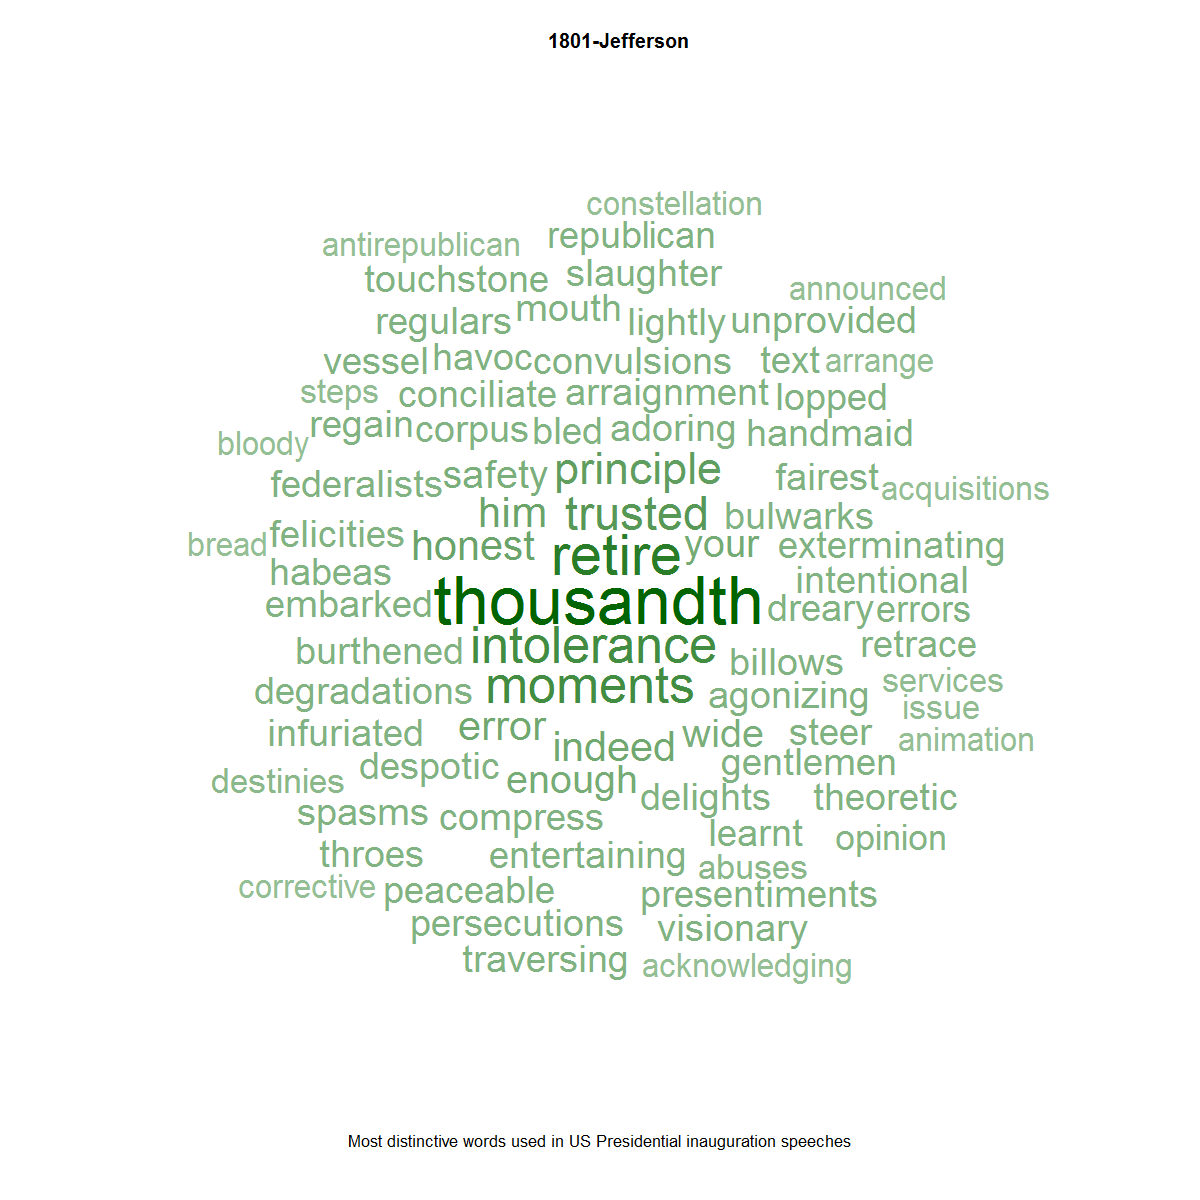 1801-Jefferson
constellation
antirepublican republican
touchstone slaughter
announced
regulars mouth lightly unprovided
vessel havoc convulsions text arrange
steps conciliate arraignment lopped
regain corpus bled adoring handmaid
bloody
federalists safety principle fairest acquisitions
him trusted bulwarks
bread felicities honest retire your exterminating
habeas intentional
embarked thousandth dreary errors
burthened intolerance billows retrace
degradations moments agonizing services
issue
infuriated error indeed wide steer animation
destinies despotic enough gentlemen
spasms compress delights theoretic
learnt opinion
throes entertaining abuses
corrective peaceable presentiments
persecutions visionary
traversing acknowledging
Most distinctive words used in US Presidential inauguration speeches